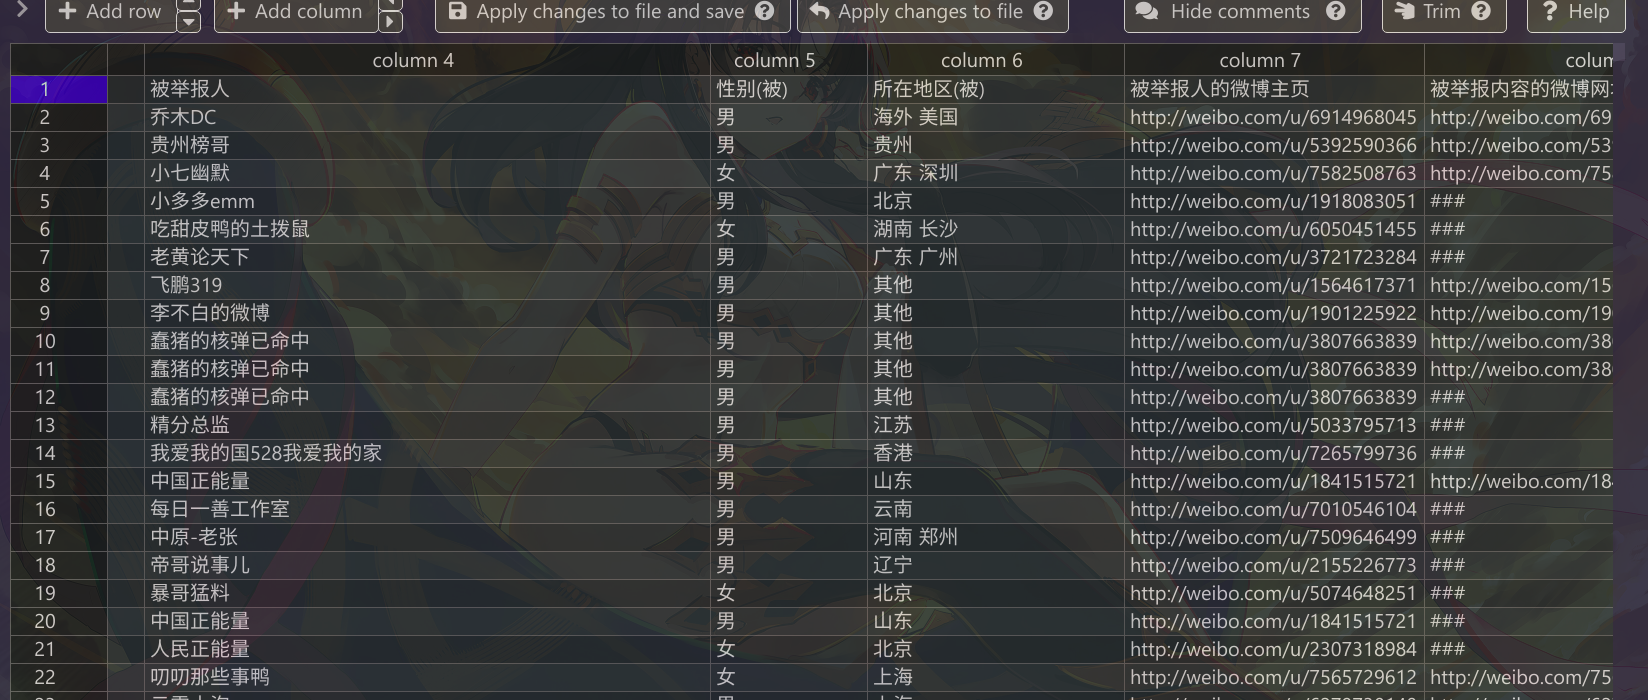 Add row Add column Apply changes to file and save Apply changes to file Hide comments Trim Help
column 4 column 5 column 6 column 7 colum
1 被举报人 性别(被) 所在地区(被) 被举报人的微博主页 被举报内容的微博网
2 乔木DC 男 海外 美国 http://weibo.com/u/6914968045 http://weibo.com/69
3 贵州榜哥 男 贵州 http://weibo.com/u/5392590366 http://weibo.com/53
4 小七幽默 女 广东 深圳 http://weibo.com/u/7582508763 http://weibo.com/75
5 小多多emm 男 北京 http://weibo.com/u/1918083051 ###
6 吃甜皮鸭的土拨鼠 女 湖南 长沙 http://weibo.com/u/6050451455 ###
7 老黄论天下 男 广东 广州 http://weibo.com/u/3721723284 ###
8 飞鹏319 男 其他 http://weibo.com/u/1564617371 http://weibo.com/15
9 李不白的微博 男 其他 http://weibo.com/u/1901225922 http://weibo.com/19
10 蠢猪的核弹已命中 男 其他 http://weibo.com/u/3807663839 http://weibo.com/38
11 蠢猪的核弹已命中 男 其他 http://weibo.com/u/3807663839 http://weibo.com/38
12 蠢猪的核弹已命中 男 其他 http://weibo.com/u/3807663839 ###
13 精分总监 男 江苏 http://weibo.com/u/5033795713 ###
14 我爱我的国528我爱我的家 男 香港 http://weibo.com/u/7265799736 ###
15 中国正能量 男 山东 http://weibo.com/u/1841515721 http://weibo.com/18
16 每日一善工作室 男 云南 http://weibo.com/u/7010546104 ###
17 中原-老张 男 河南 郑州 http://weibo.com/u/7509646499 ###
18 帝哥说事儿 男 辽宁 http://weibo.com/u/2155226773 ###
19 暴哥猛料 女 北京 http://weibo.com/u/5074648251 ###
20 中国正能量 男 山东 http://weibo.com/u/1841515721 ###
21 人民正能量 女 北京 http://weibo.com/u/2307318984 ###
22 叨叨那些事鸭 女 上海 http://weibo.com/u/7565729612 http://weibo.com/75